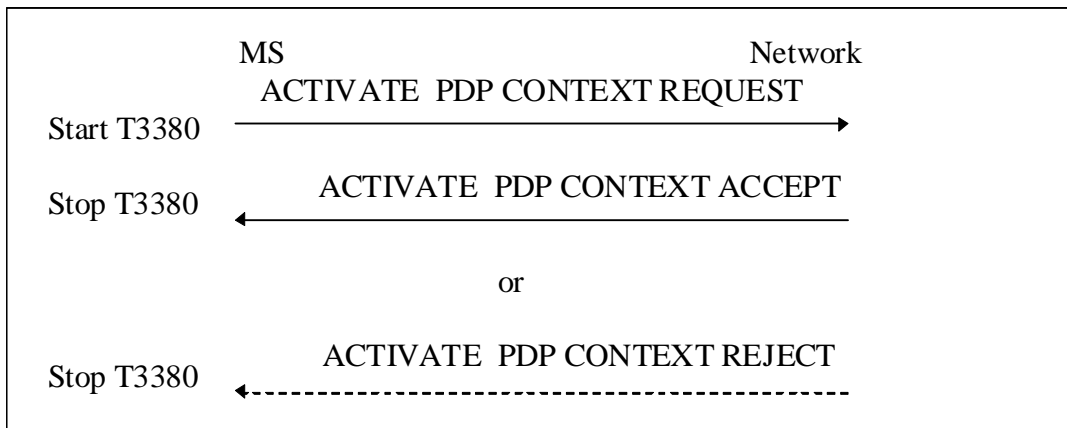 MS Network
ACTIVATE PDP CONTEXT REQUEST
Start T3380
ACTIVATE PDP CONTEXT ACCEPT
Stop T3380
or
ACTIVATE PDP CONTEXT REJECT
Stop T3380